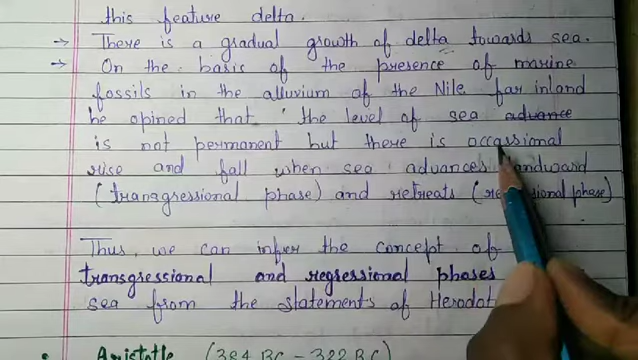 this feature delta.
→ There is a gradual growth of delta towards sea.
→ On the basis of the presence of marine
fossils in the alluvium of the Nile far inland
he opined that the level of sea advance
is not permanent but there is occassional
rise and fall when sea advances landward
(transgressional phase) and retreats (regressional phase)
Thus, we can infer the concept of
transgressional and regressional phases
sea from the statements of Herodot
• Aristotle (384 BC - 322 BC)